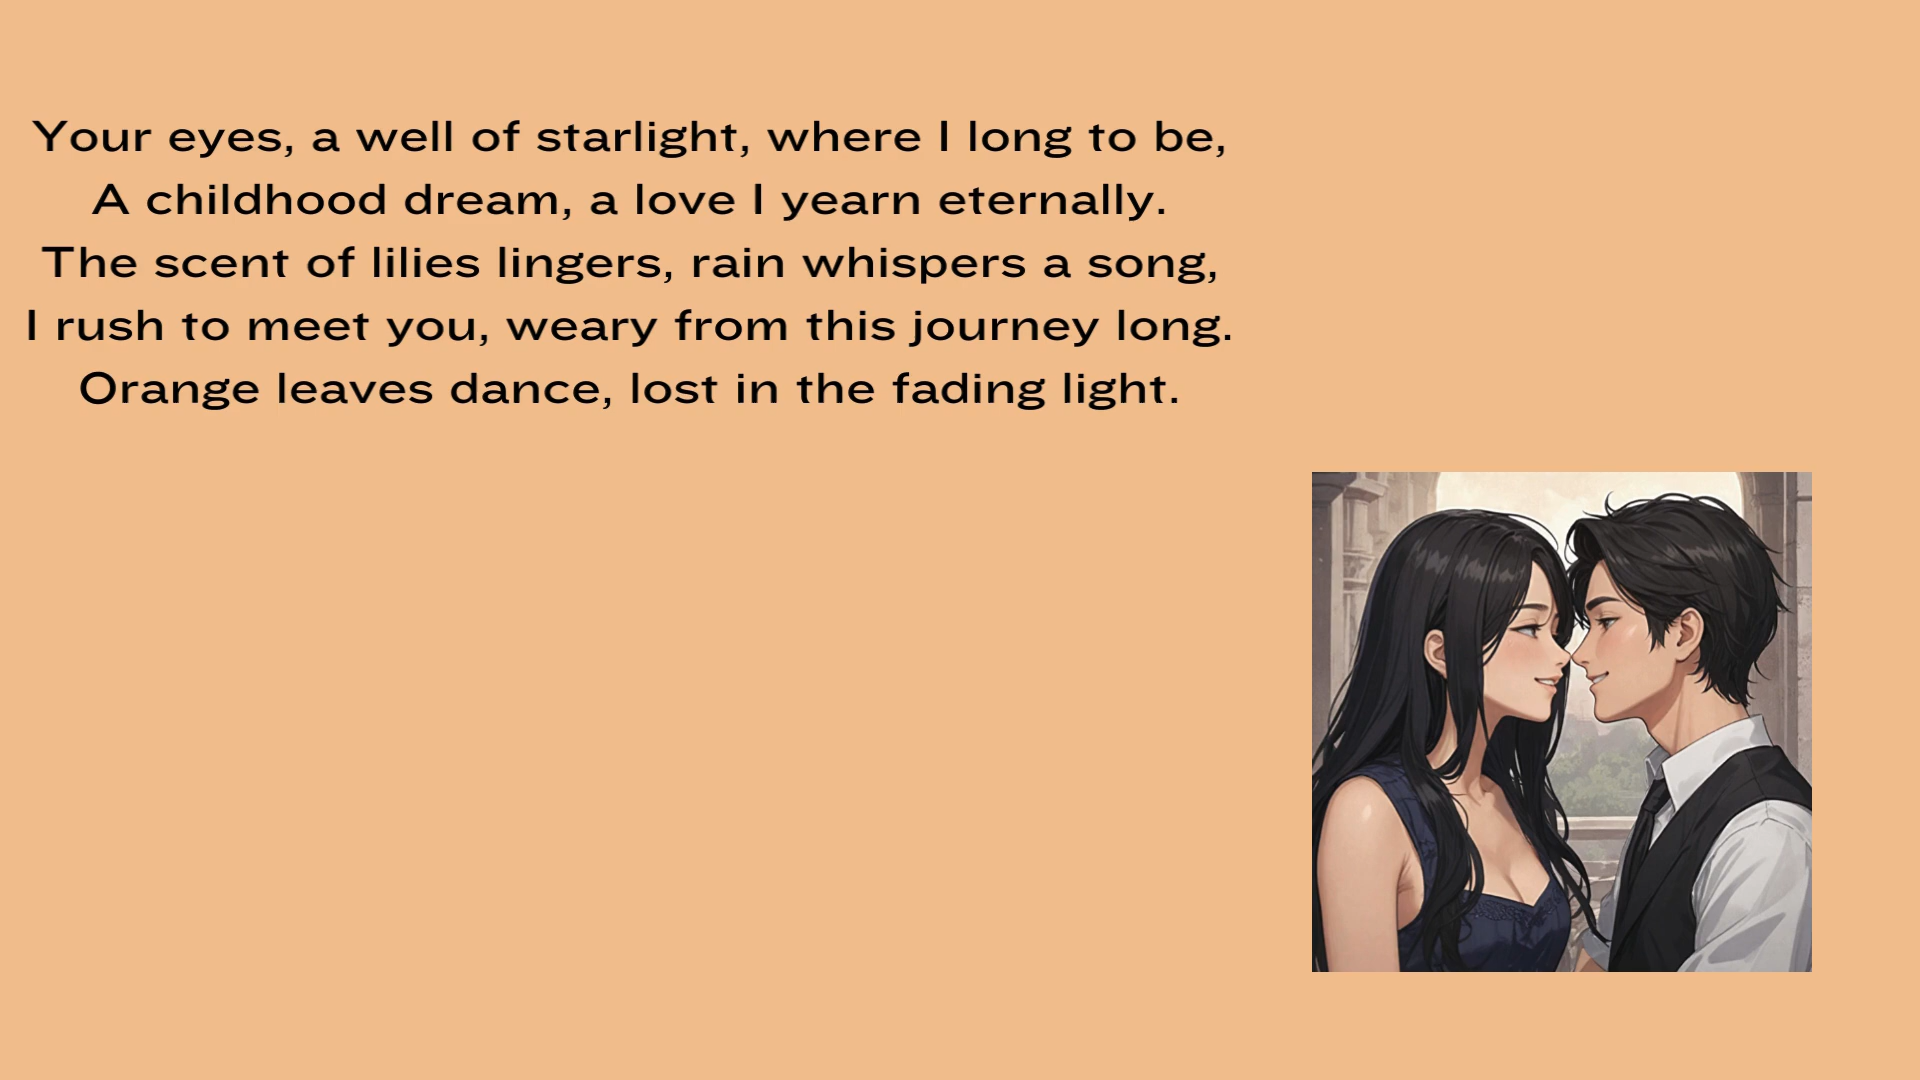 Your eyes, a well of starlight, where I long to be,
A childhood dream, a love I yearn eternally.
The scent of lilies lingers, rain whispers a song,
I rush to meet you, weary from this journey long.
Orange leaves dance, lost in the fading light.